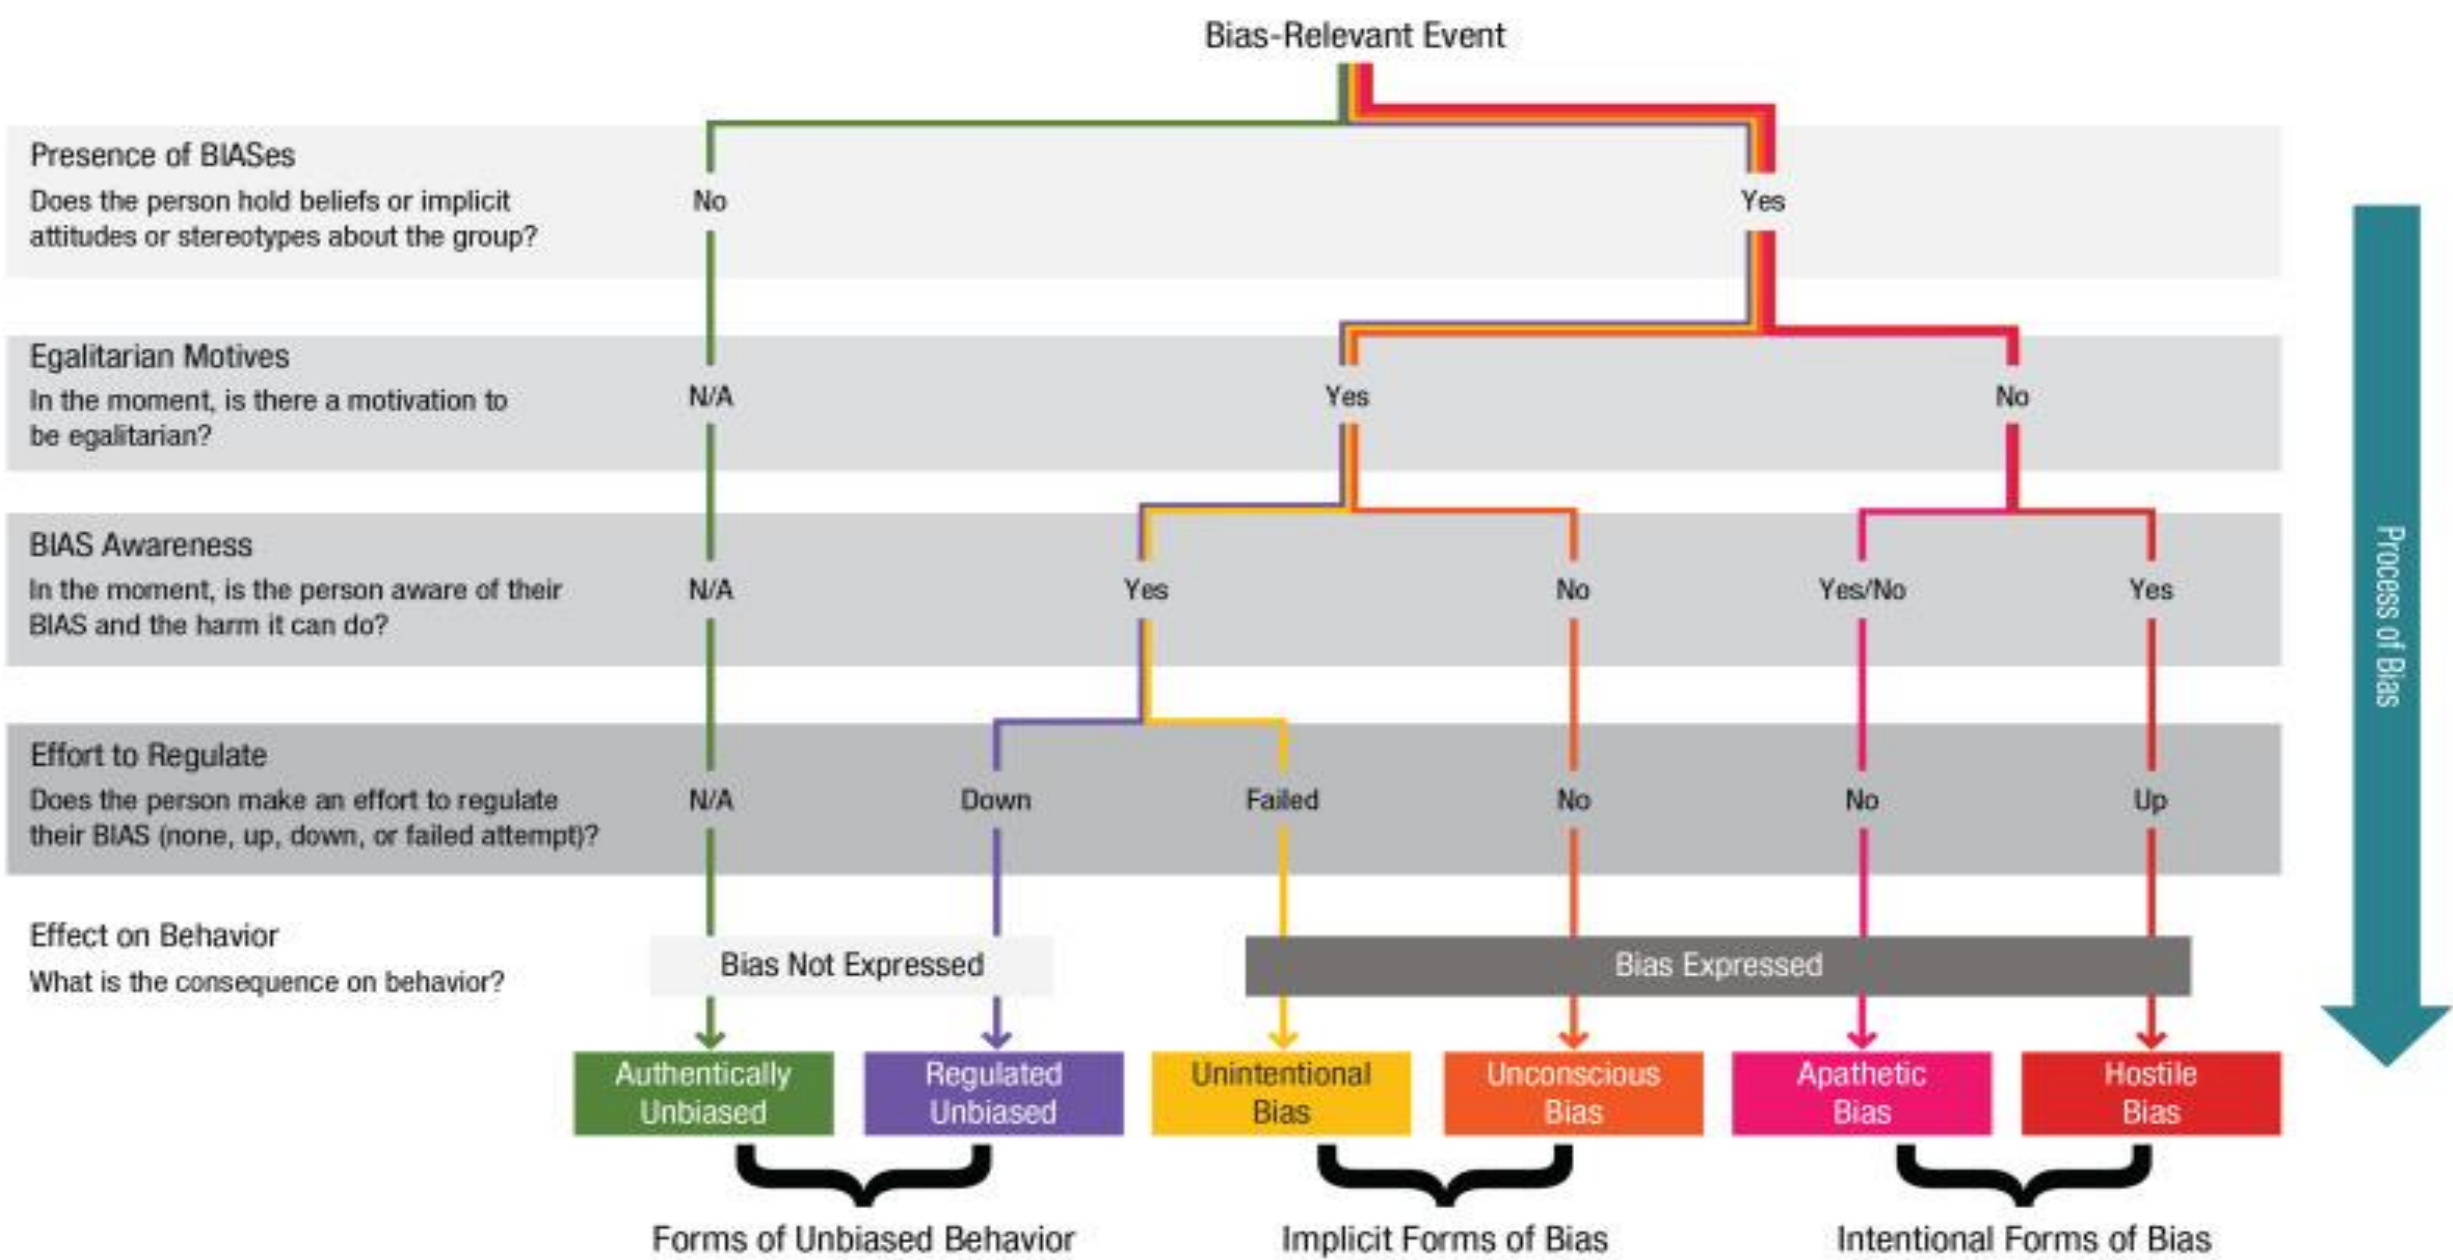 Bias-Relevant Event
Presence of BIASes
Does the person hold beliefs or implicit
attitudes or stereotypes about the group?
No
Yes
Egalitarian Motives
In the moment, is there a motivation to
be egalitarian?
N/A
Yes
No
BIAS Awareness
In the moment, is the person aware of their
BIAS and the harm it can do?
N/A
Yes
No
Yes/No
Yes
Effort to Regulate
Does the person make an effort to regulate
their BIAS (none, up, down, or failed attempt)?
N/A
Down
Failed
No
No
Up
Effect on Behavior
What is the consequence on behavior?
Bias Not Expressed
Bias Expressed
Authentically
Unbiased
Regulated
Unbiased
Unintentional
Bias
Unconscious
Bias
Apathetic
Bias
Hostile
Bias
Forms of Unbiased Behavior
Implicit Forms of Bias
Intentional Forms of Bias
Process of Bias